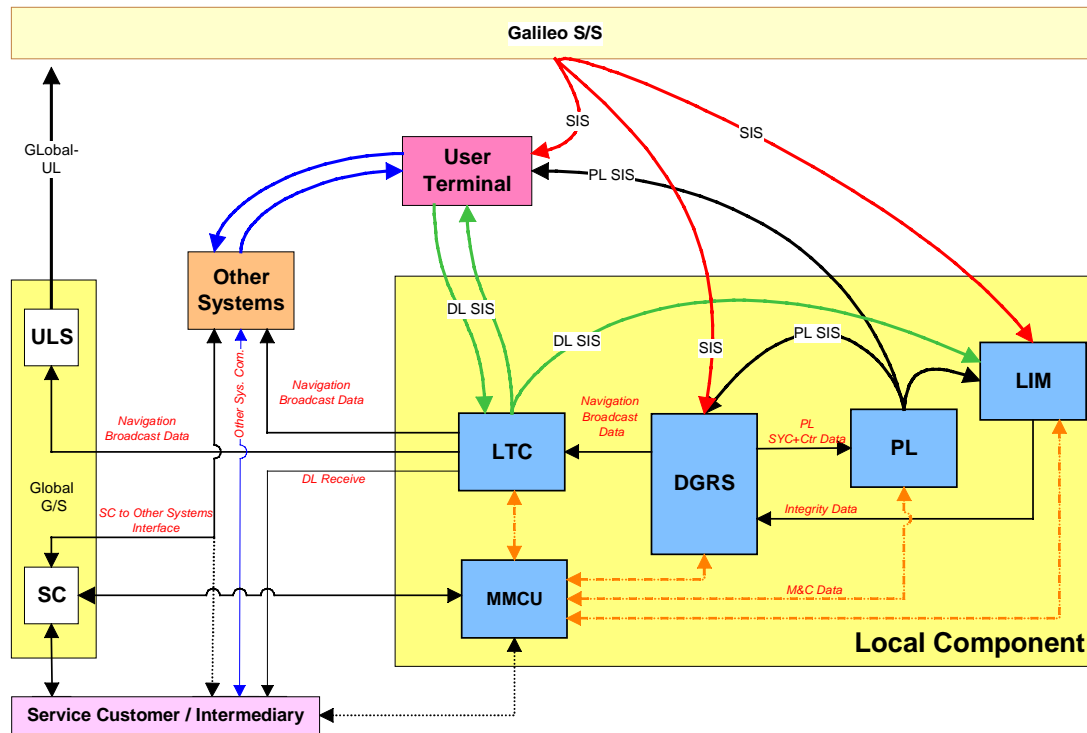 Galileo S/S
GLobal-
UL
SIS
SIS
User
Terminal
PL SIS
Other
Systems
DL SIS
ULS
DL SIS
SIS
PL SIS
LIM
Other Sys. Com.
Navigation
Broadcast Data
Navigation
Broadcast Data
Navigation
Broadcast Data
LTC
DGRS
PL
SYC+Ctr Data
PL
DL Receive
Global
G/S
SC to Other Systems
Interface
Integrity Data
SC
MMCU
M&C Data
Local Component
Service Customer / Intermediary